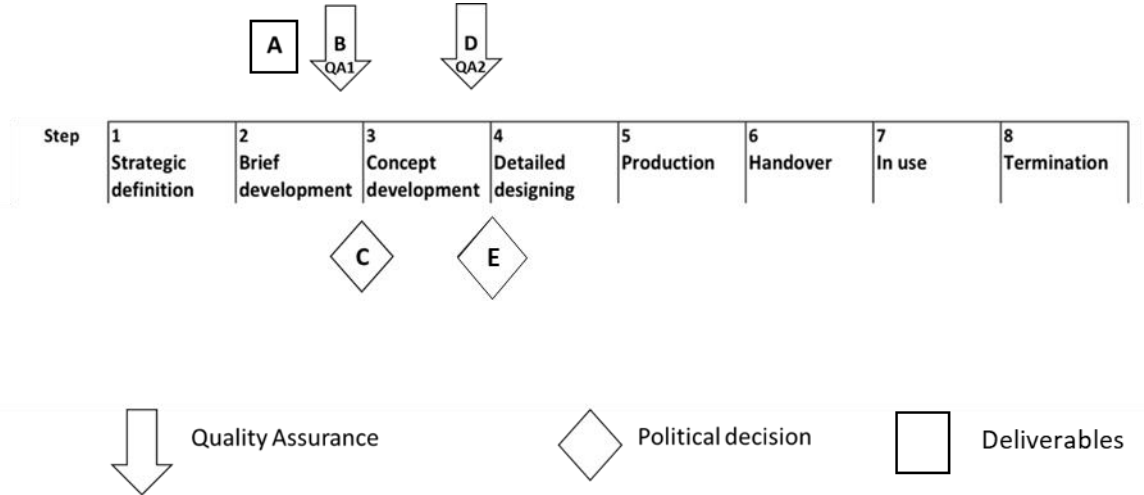 A
B
QA1
D
QA2
Step
1
Strategic
definition
2
Brief
development
3
Concept
development
4
Detailed
designing
5
Production
6
Handover
7
In use
8
Termination
C
E
Quality Assurance
Political decision
Deliverables